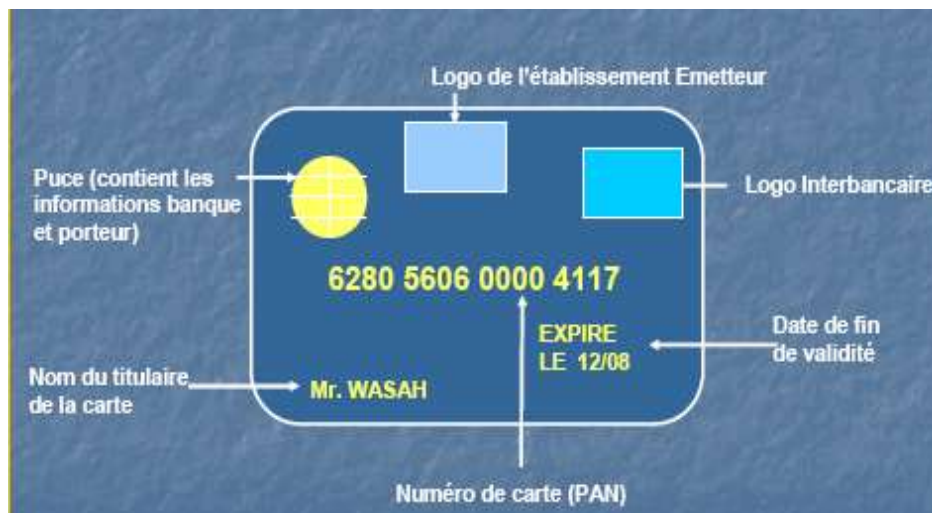 Logo de l'établissement Emetteur
Puce (contient les
informations banque
et porteur)
Logo Interbancaire
6280 5606 0000 4117
EXPIRE
LE 12/08
Date de fin
de validité
Nom du titulaire
de la carte
Mr. WASAH
Numéro de carte (PAN)